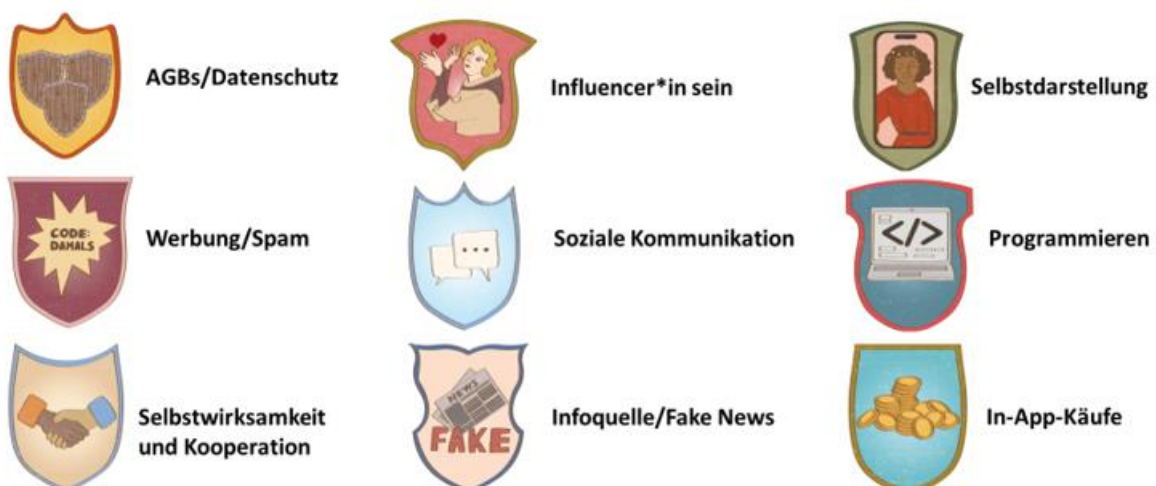 AGBs/Datenschutz
Influencer*in sein
Selbstdarstellung
CODE:
DAMALS
Werbung/Spam
Soziale Kommunikation
</>
Programmieren
Selbstwirksamkeit
und Kooperation
NEWS
FAKE
Infoquelle/Fake News
In-App-Käufe